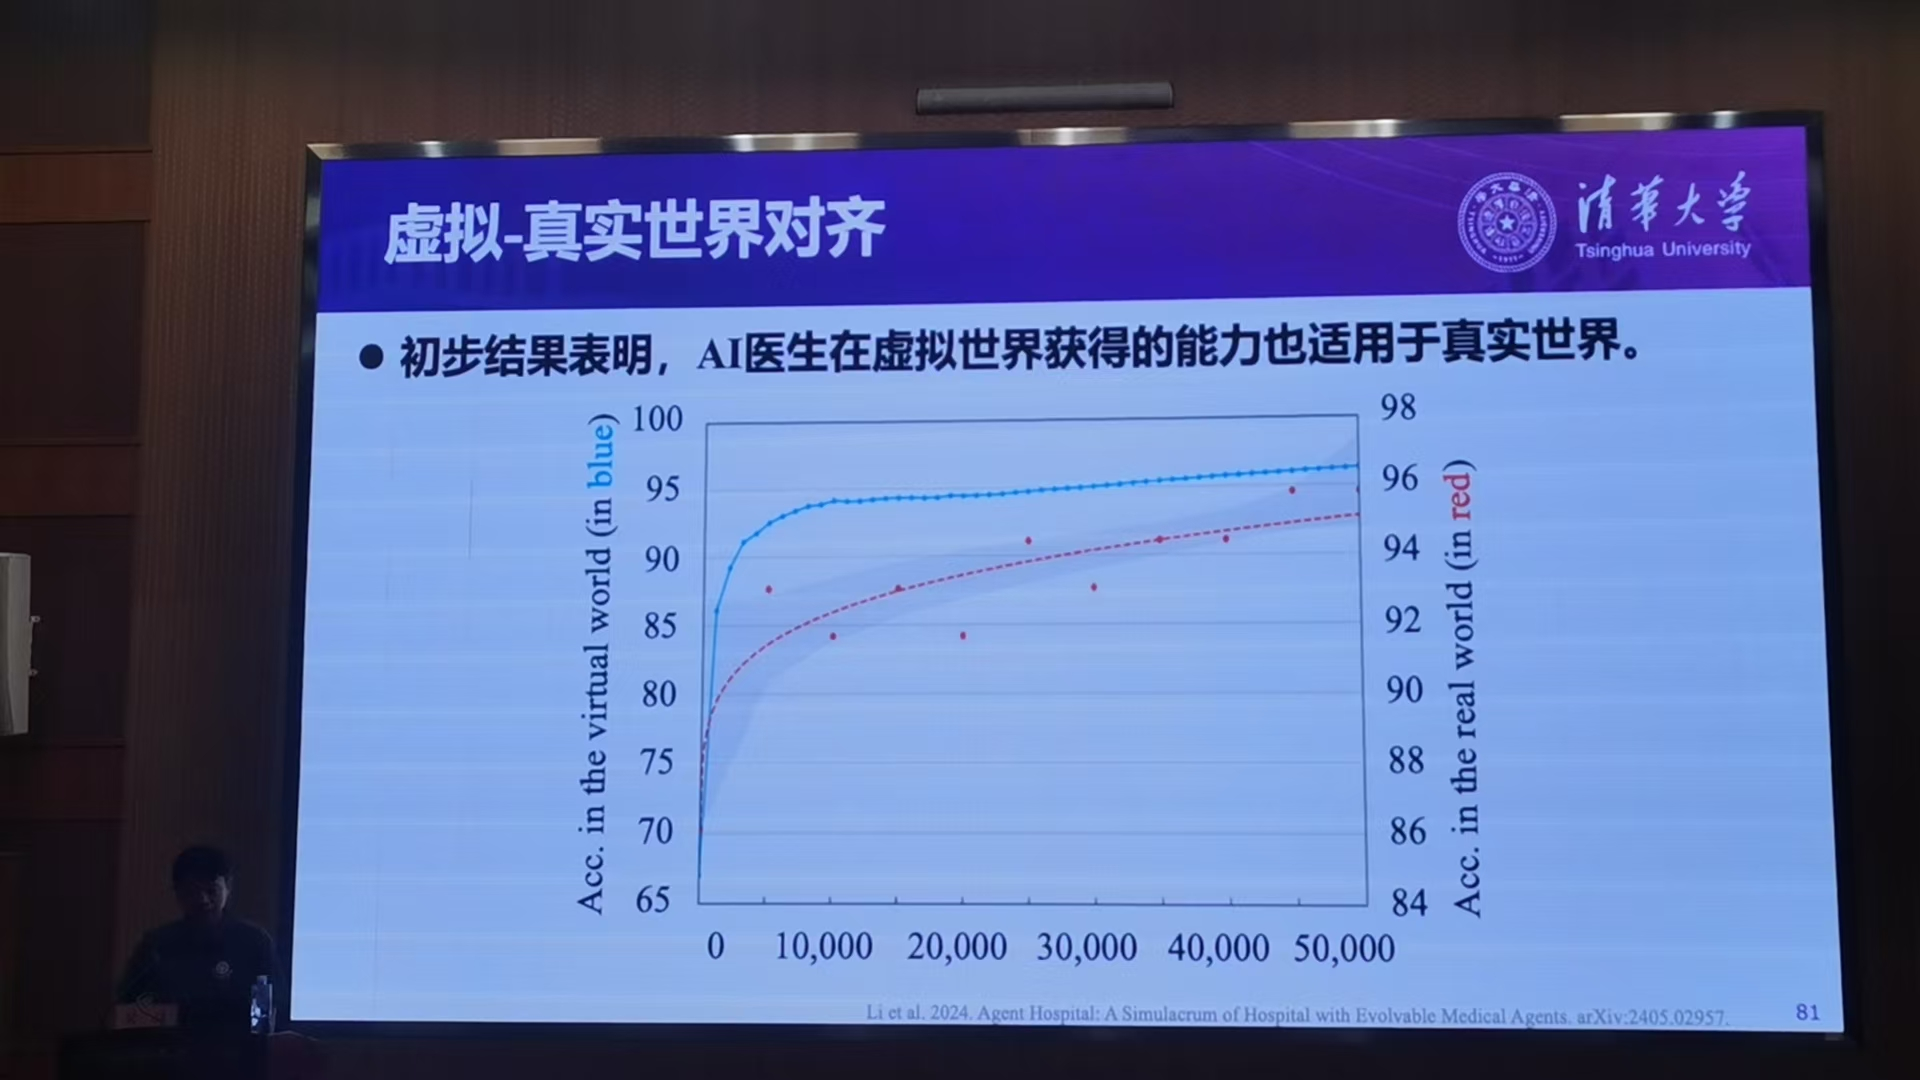 虚拟-真实世界对齐
清华大学
Tsinghua University
● 初步结果表明，AI医生在虚拟世界获得的能力也适用于真实世界。
Acc. in the virtual world (in blue)
100
95
90
85
80
75
70
65
98
96
94
92
90
88
86
84
Acc. in the real world (in red)
0 10,000 20,000 30,000 40,000 50,000
Li et al. 2024. Agent Hospital: A Simulacrum of Hospital with Evolvable Medical Agents. arXiv:2405.02957.
81